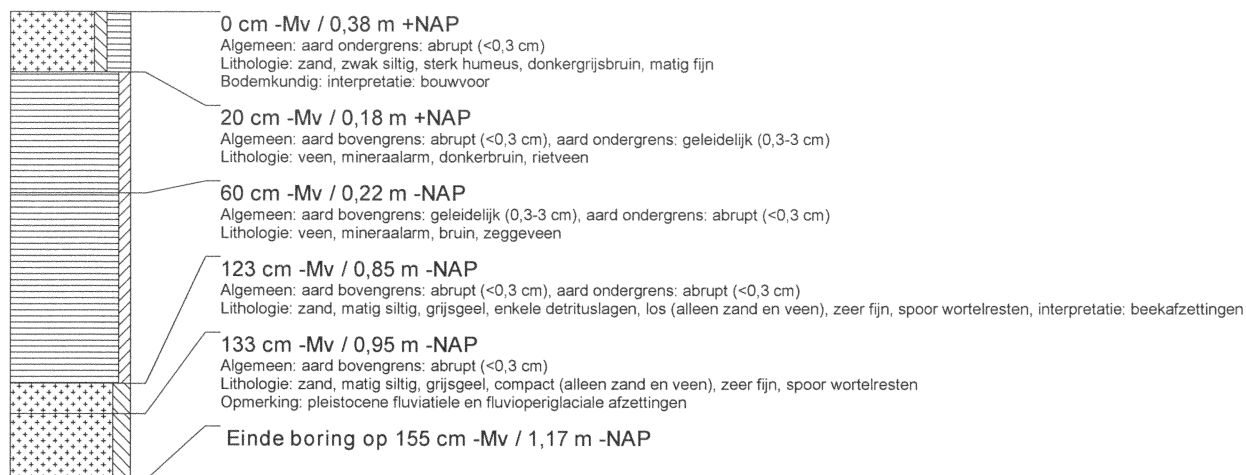 0 cm -Mv / 0,38 m +NAP
Algemeen: aard ondergrens: abrupt (<0,3 cm)
Lithologie: zand, zwak siltig, sterk humeus, donkergrijsbruin, matig fijn
Bodemkundig: interpretatie: bouwvoor
20 cm -Mv / 0,18 m +NAP
Algemeen: aard bovengrens: abrupt (<0,3 cm), aard ondergrens: geleidelijk (0,3-3 cm)
Lithologie: veen, mineraalarm, donkerbruin, rietveen
60 cm -Mv / 0,22 m -NAP
Algemeen: aard bovengrens: geleidelijk (0,3-3 cm), aard ondergrens: abrupt (<0,3 cm)
Lithologie: veen, mineraalarm, bruin, zeggeveen
123 cm -Mv / 0,85 m -NAP
Algemeen: aard bovengrens: abrupt (<0,3 cm), aard ondergrens: abrupt (<0,3 cm)
Lithologie: zand, matig siltig, grijsgeel, enkele detrituslagen, los (alleen zand en veen), zeer fijn, spoor wortelresten, interpretatie: beekafzettingen
133 cm -Mv / 0,95 m -NAP
Algemeen: aard bovengrens: abrupt (<0,3 cm)
Lithologie: zand, matig siltig, grijsgeel, compact (alleen zand en veen), zeer fijn, spoor wortelresten
Opmerking: pleistocene fluviatiele en fluvioperiglaciale afzettingen
Einde boring op 155 cm -Mv / 1,17 m -NAP